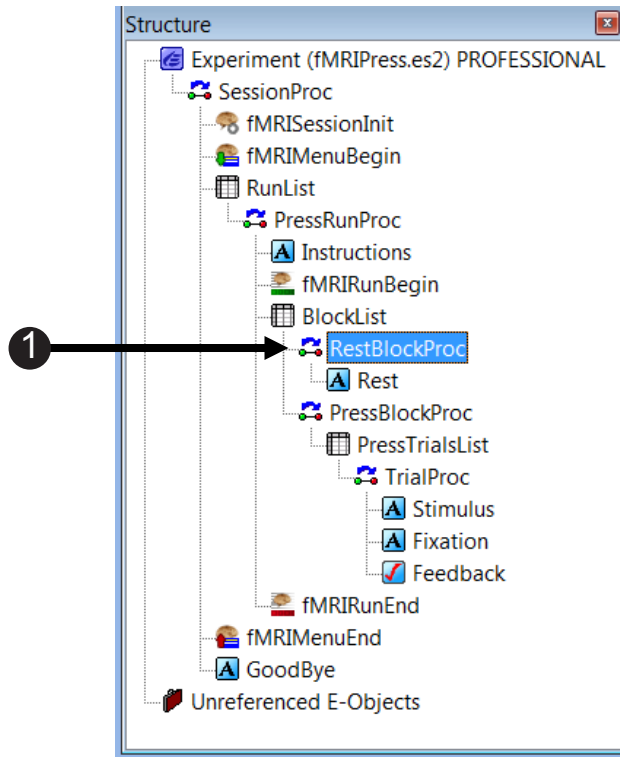 Structure
Experiment (fMRIPress.es2) PROFESSIONAL
SessionProc
fMRISessionInit
fMRIMenuBegin
RunList
PressRunProc
A Instructions
fMRIRunBegin
BlockList
1 RestBlockProc
A Rest
PressBlockProc
PressTrialsList
TrialProc
A Stimulus
A Fixation
Feedback
fMRIRunEnd
fMRIMenuEnd
A GoodBye
Unreferenced E-Objects